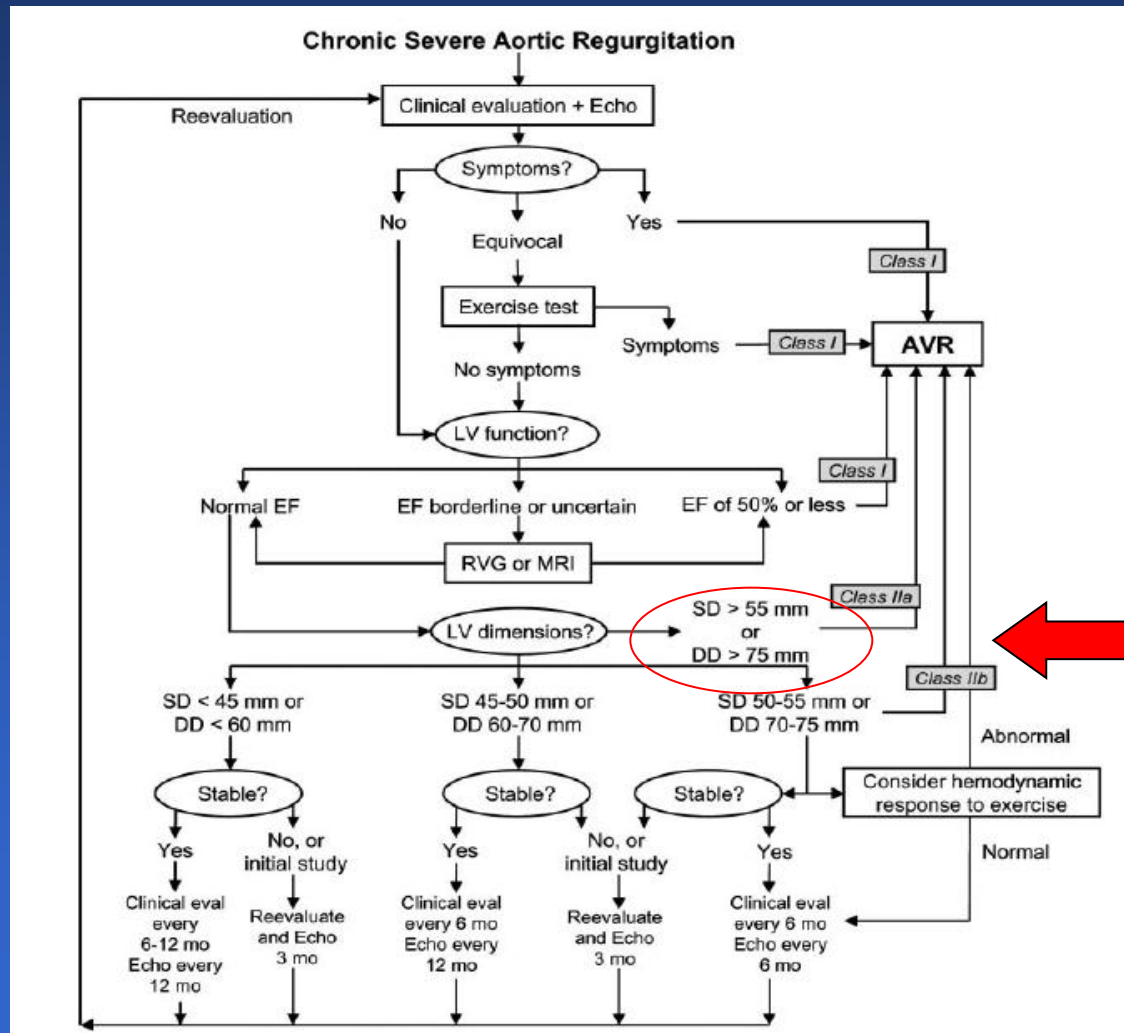 Chronic Severe Aortic Regurgitation
Clinical evaluation + Echo
Reevaluation
Symptoms?
No
Equivocal
Yes
Class I
Exercise test
Symptoms
Class I
AVR
No symptoms
LV function?
Class I
Normal EF
EF borderline or uncertain
EF of 50% or less
RVG or MRI
Class IIa
LV dimensions?
SD > 55 mm
or
DD > 75 mm
Class IIb
SD < 45 mm or
DD < 60 mm
SD 45-50 mm or
DD 60-70 mm
SD 50-55 mm or
DD 70-75 mm
Abnormal
Stable?
Stable?
Stable?
Consider hemodynamic
response to exercise
Yes
No, or
initial study
Yes
No, or
initial study
Yes
Normal
Clinical eval
every
6-12 mo
Echo every
12 mo
Reevaluate
and Echo
3 mo
Clinical eval
every 6 mo
Echo every
12 mo
Reevaluate
and Echo
3 mo
Clinical eval
every 6 mo
Echo every
6 mo